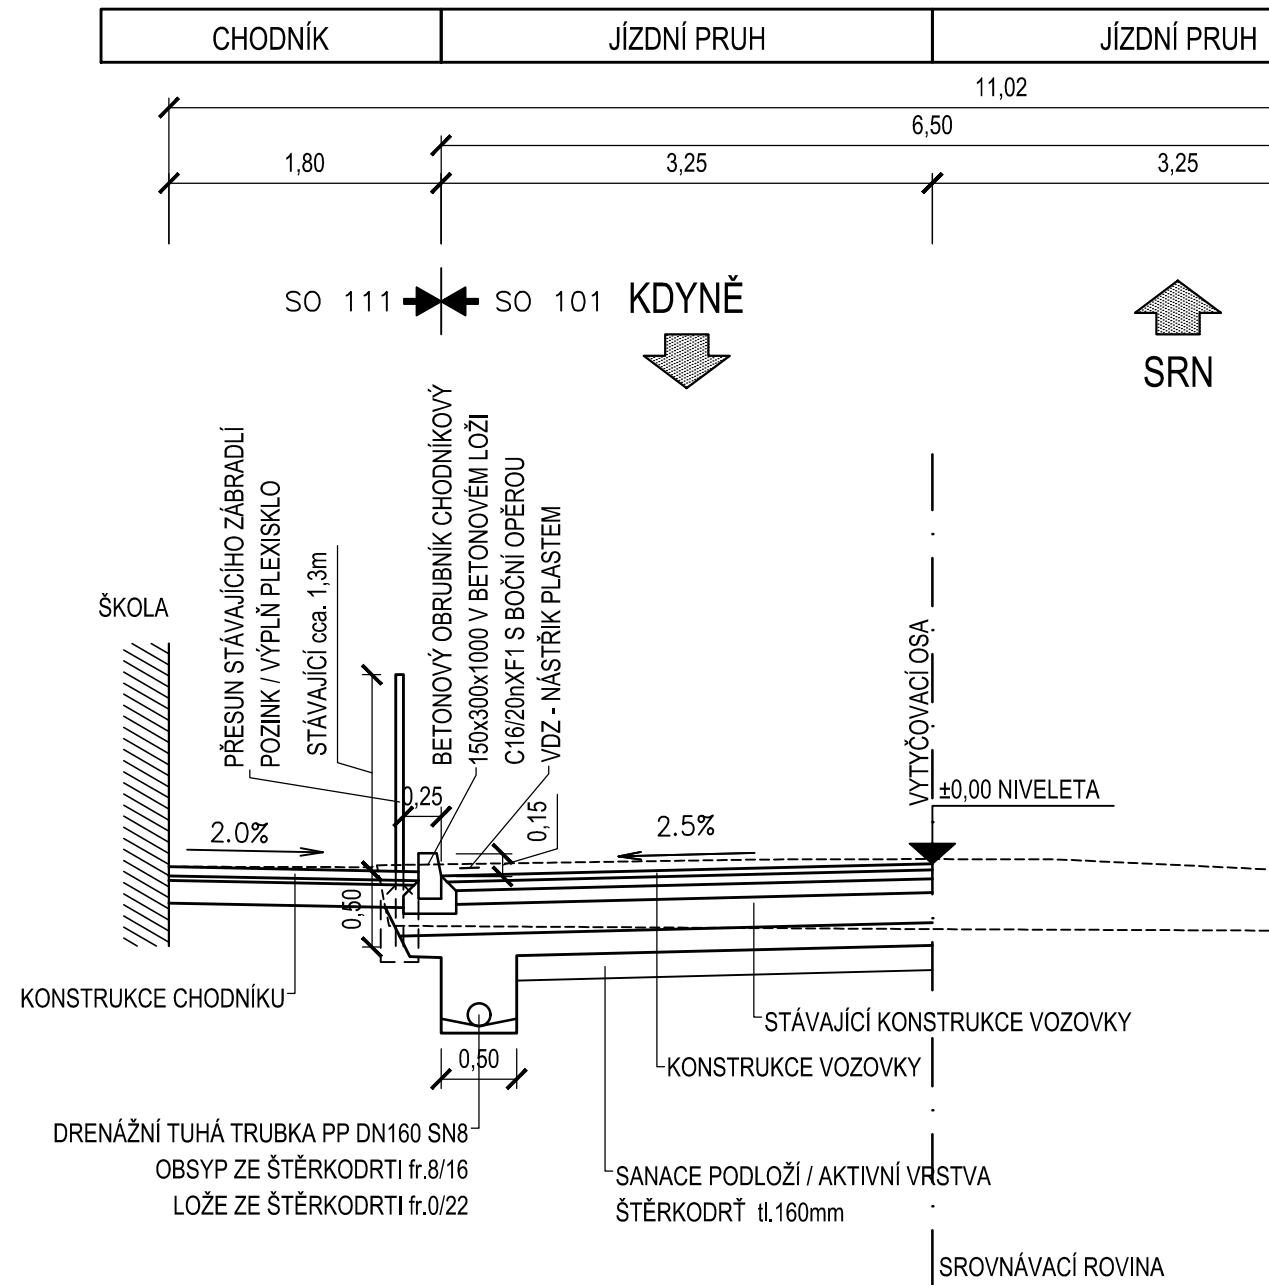 CHODNÍK
JÍZDNÍ PRUH
JÍZDNÍ PRUH
11,02
6,50
1,80
3,25
3,25
SO 111
SO 101
KDYNĚ
SRN
PŘESUN STÁVAJÍCÍHO ZÁBRADLÍ
POZINK / VÝPLŇ PLEXISKLO
STÁVAJÍCÍ cca. 1,3m
BETONOVÝ OBRUBNÍK CHODNÍKOVÝ
150x300x1000 V BETONOVÉM LOŽI
C16/20nXF1 S BOČNÍ OPĚROU
VDZ - NÁSTŘIK PLASTEM
ŠKOLA
VYTYČOVACÍ OSA
±0,00 NIVELETA
0,25
0,15
2.0%
2.5%
0,50
KONSTRUKCE CHODNÍKU
STÁVAJÍCÍ KONSTRUKCE VOZOVKY
0,50
KONSTRUKCE VOZOVKY
DRENÁŽNÍ TUHÁ TRUBKA PP DN160 SN8
OBSYP ZE ŠTĚRKODRTI fr.8/16
LOŽE ZE ŠTĚRKODRTI fr.0/22
SANACE PODLOŽÍ / AKTIVNÍ VRSTVA
ŠTĚRKODRŤ tl.160mm
SROVNÁVACÍ ROVINA